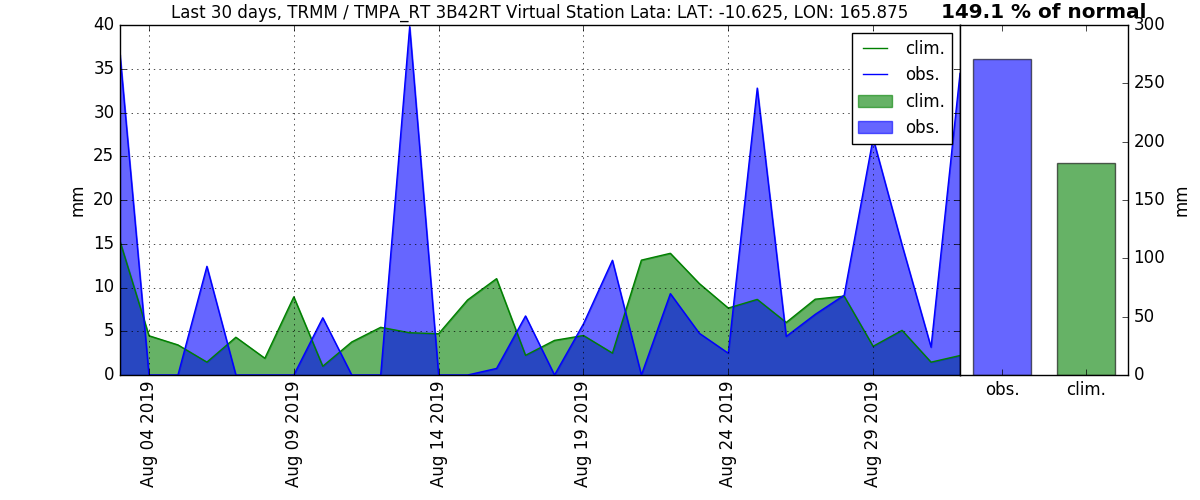 Last 30 days, TRMM / TMPA_RT 3B42RT Virtual Station Lata: LAT: -10.625, LON: 165.875
149.1 % of normal
40
35
30
25
20
15
10
5
0
mm
clim.
obs.
clim.
obs.
300
250
200
150
100
50
0
mm
obs.
clim.
Aug 04 2019
Aug 09 2019
Aug 14 2019
Aug 19 2019
Aug 24 2019
Aug 29 2019